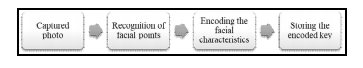 Captured
photo
Recognition of
facial points
Encoding the
facial
characteristics
Storing the
encoded key